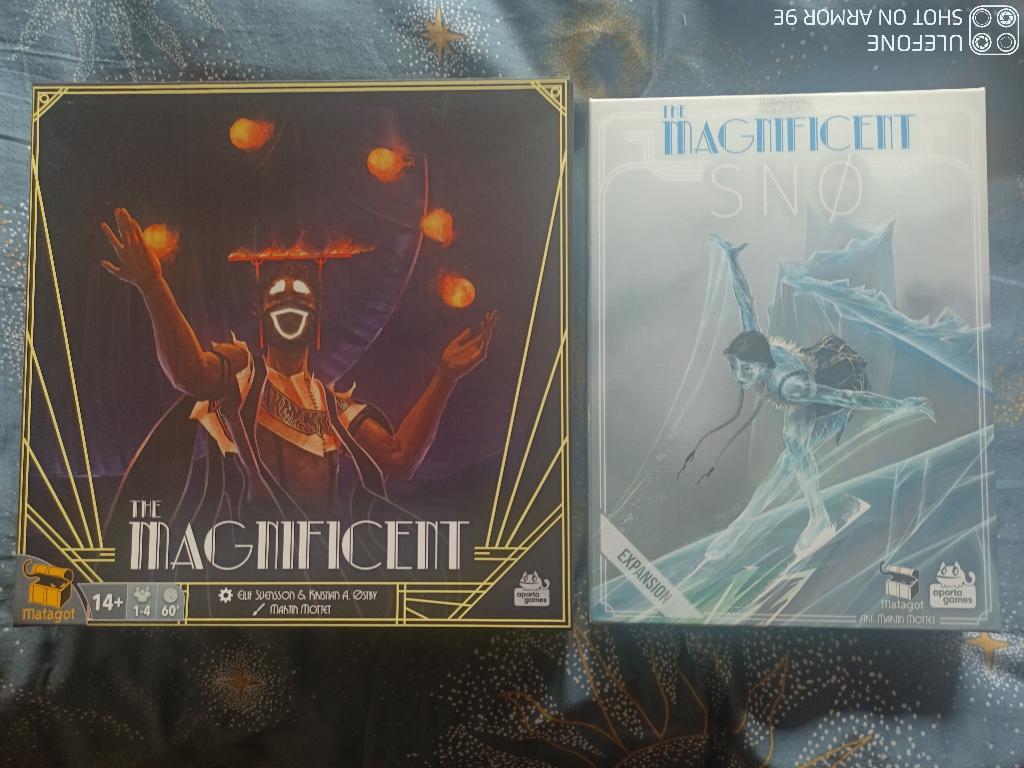 THE
MAGNIFICENT
Matagot
14+
1-4
60'
Eilif Svensson & Kristian A. Østby
Martin Mottet
aporta
games
THE
MAGNIFICENT
SNØ
EXPANSION
Matagot
aporta
games
Art: Martin Mottet
ULEFONE
SHOT ON ARMOR 9E